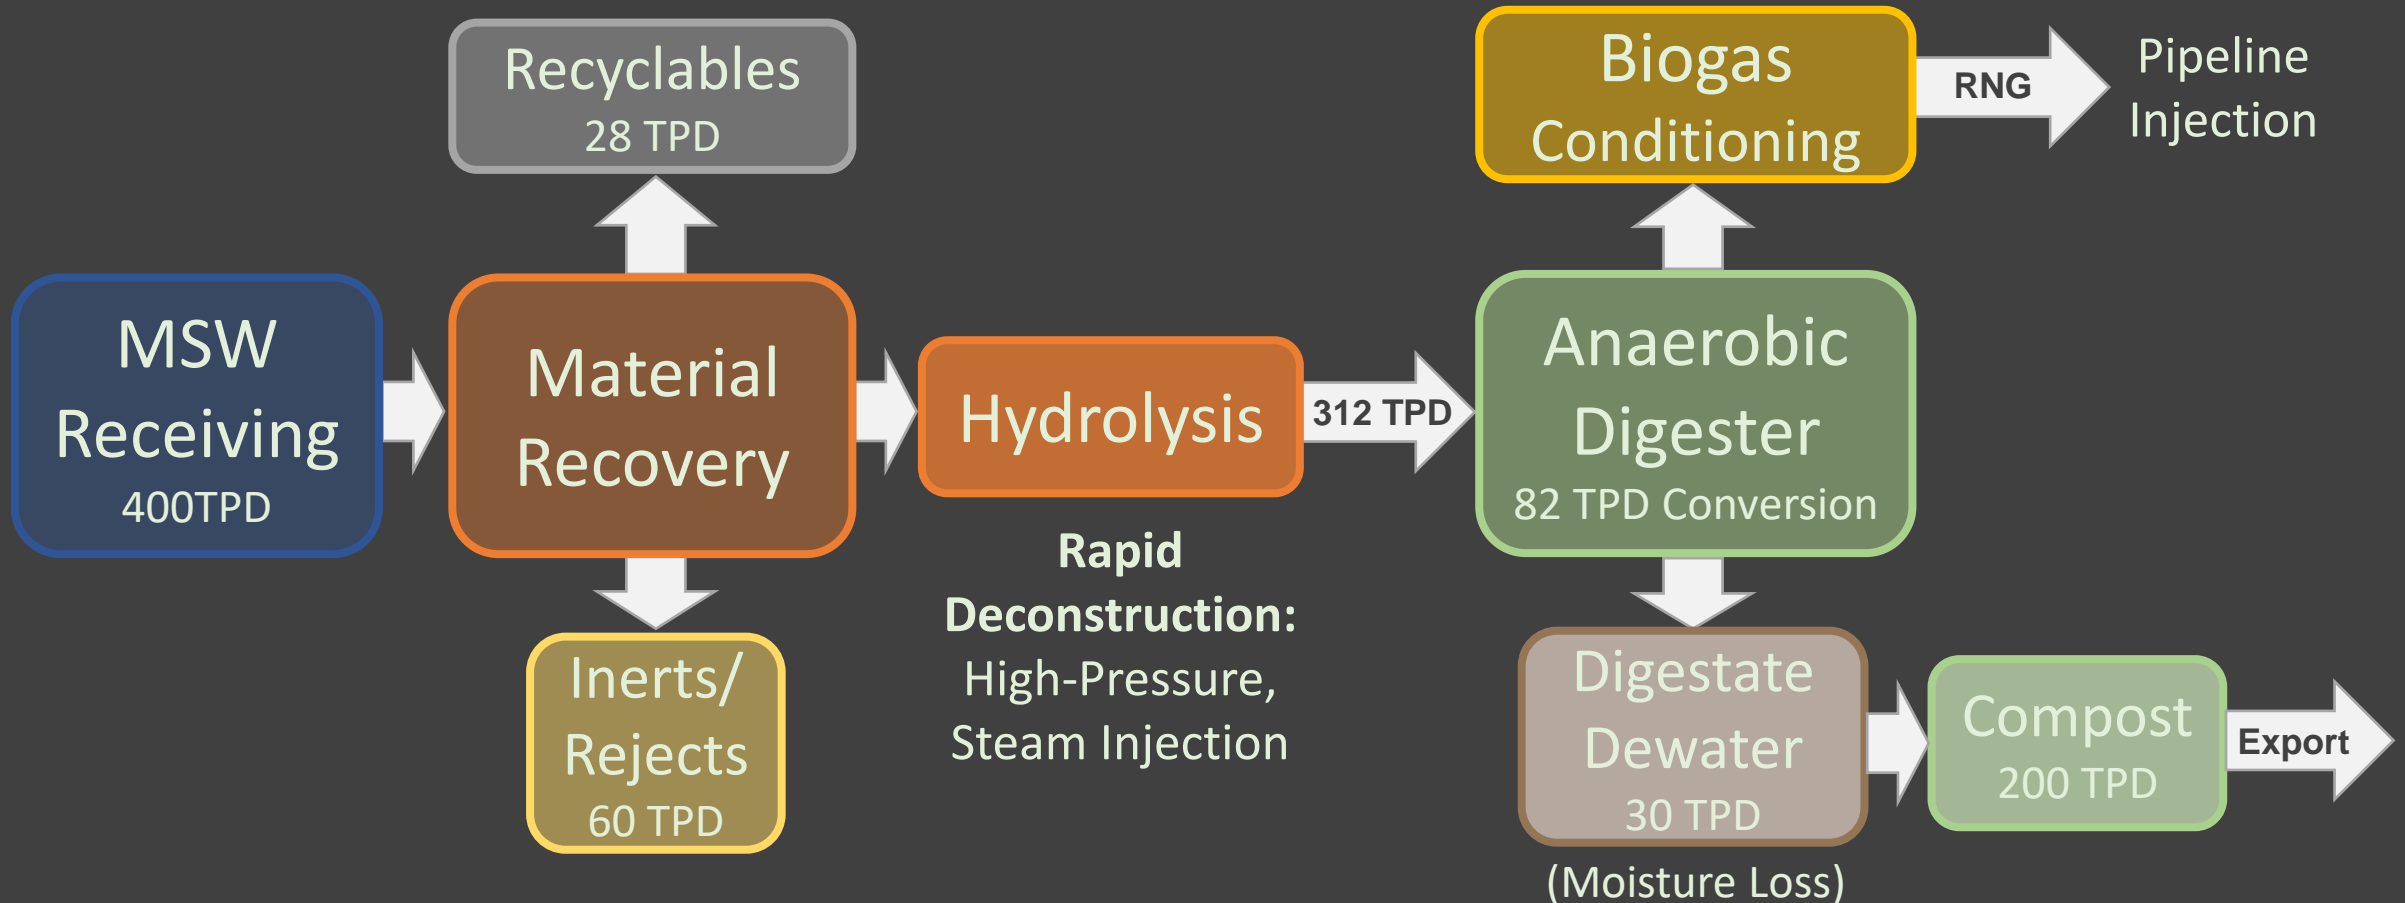 Recyclables
28 TPD
Biogas
Conditioning
RNG
Pipeline
Injection
MSW
Receiving
400TPD
Material
Recovery
Hydrolysis
312 TPD
Anaerobic
Digester
82 TPD Conversion
Rapid
Deconstruction:
High-Pressure,
Steam Injection
Inerts/
Rejects
60 TPD
Digestate
Dewater
30 TPD
(Moisture Loss)
Compost
200 TPD
Export